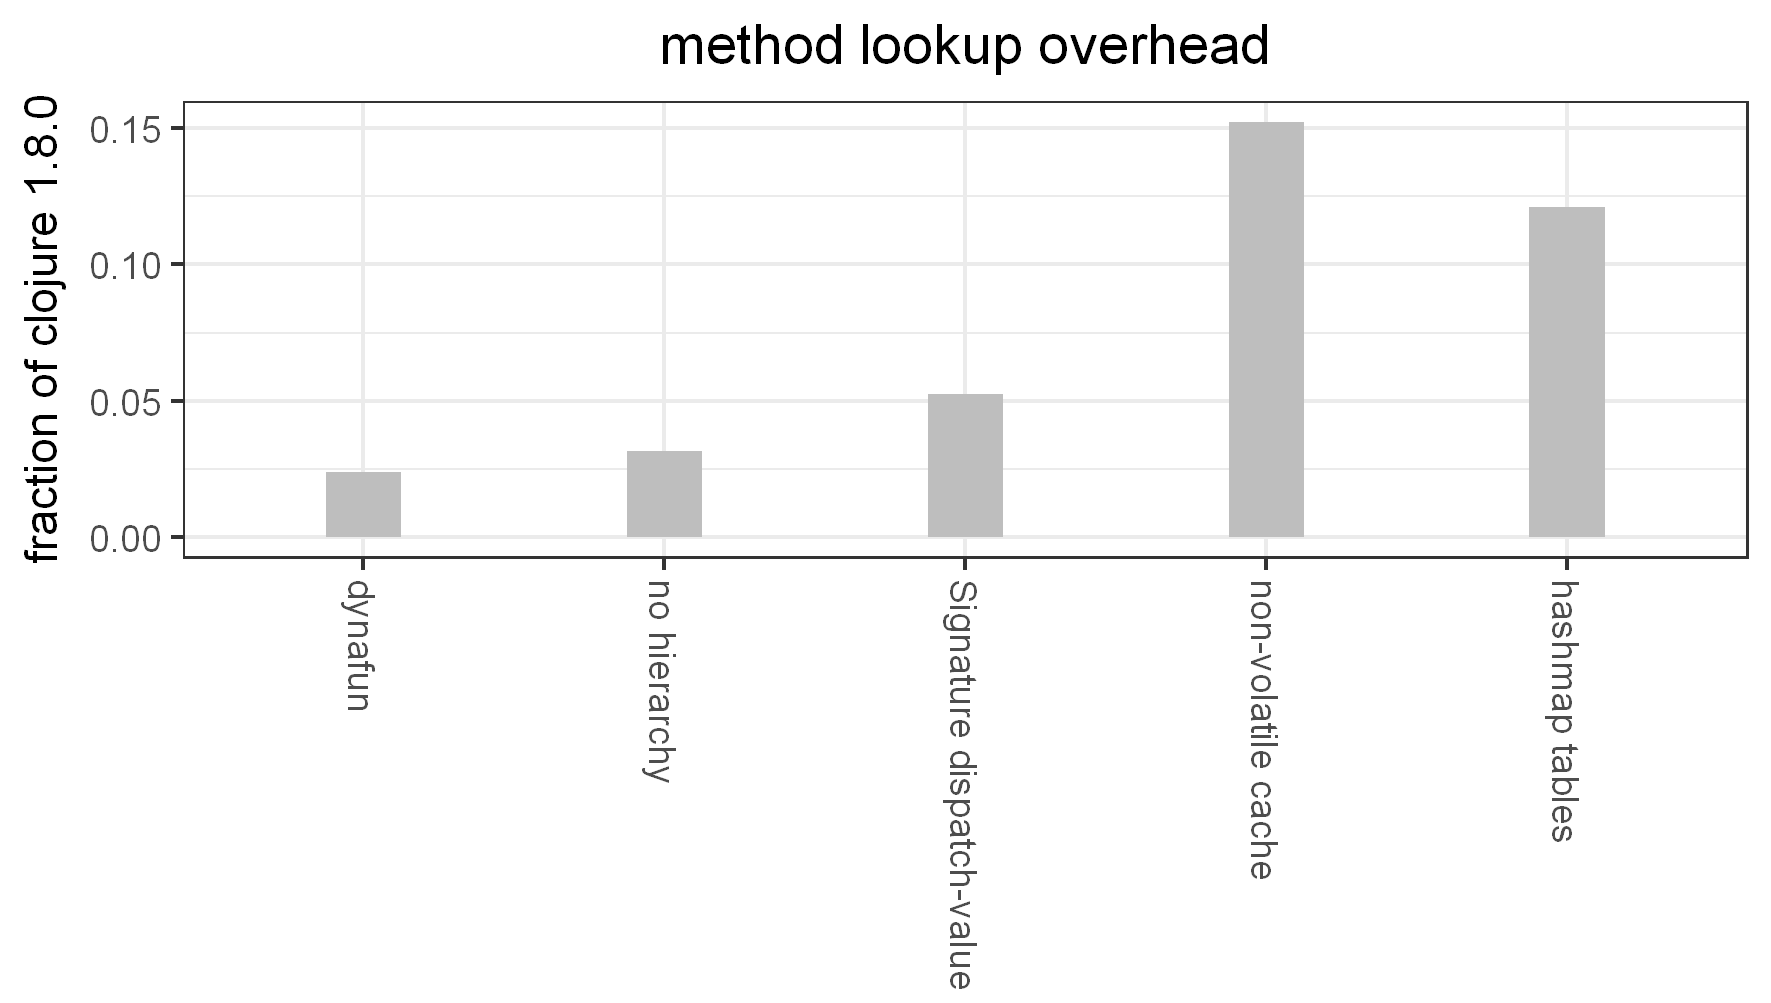 method lookup overhead
fraction of clojure 1.8.0
0.15
0.10
0.05
0.00
dynafun
no hierarchy
Signature dispatch-value
non-volatile cache
hashmap tables